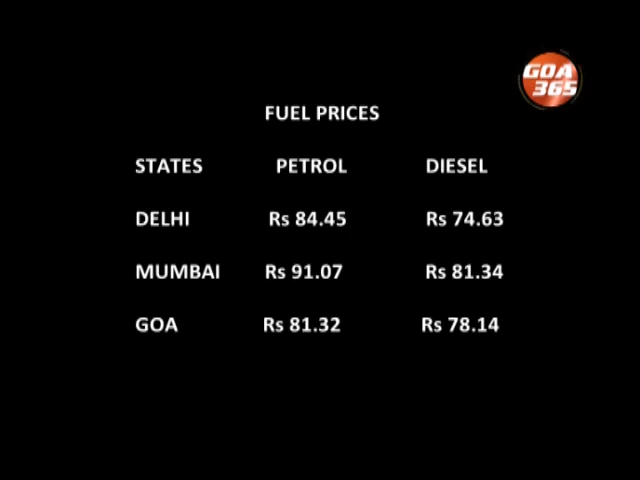 GOA
365
FUEL PRICES
STATES PETROL DIESEL
DELHI Rs 84.45 Rs 74.63
MUMBAI Rs 91.07 Rs 81.34
GOA Rs 81.32 Rs 78.14